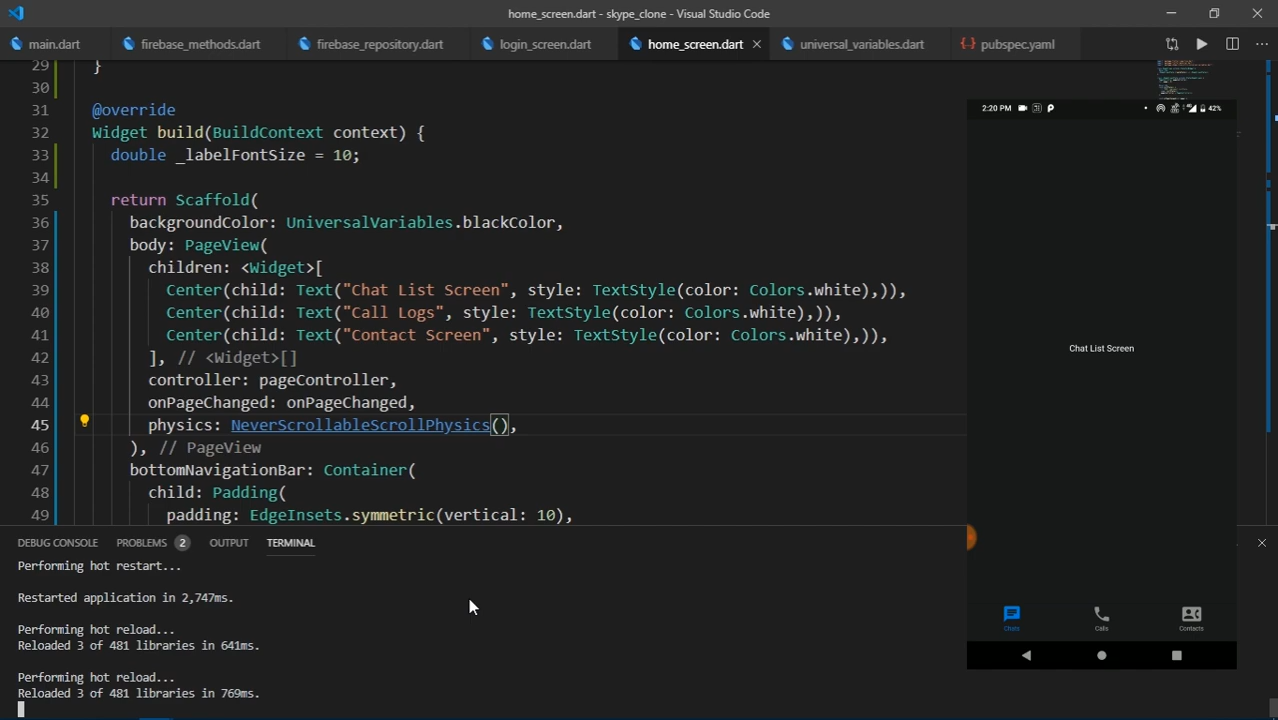 home_screen.dart - skype_clone - Visual Studio Code
main.dart
firebase_methods.dart
firebase_repository.dart
login_screen.dart
home_screen.dart
universal_variables.dart
pubspec.yaml
29 }
30
31 @override
32 Widget build(BuildContext context) {
33 double _labelFontSize = 10;
34
35 return Scaffold(
36 backgroundColor: UniversalVariables.blackColor,
37 body: PageView(
38 children: <Widget>[
39 Center(child: Text("Chat List Screen", style: TextStyle(color: Colors.white),)),
40 Center(child: Text("Call Logs", style: TextStyle(color: Colors.white),)),
41 Center(child: Text("Contact Screen", style: TextStyle(color: Colors.white),)),
42 ], // <Widget>[]
43 controller: pageController,
44 onPageChanged: onPageChanged,
45 physics: NeverScrollableScrollPhysics(),
46 ), // PageView
47 bottomNavigationBar: Container(
48 child: Padding(
49 padding: EdgeInsets.symmetric(vertical: 10),
2:20 PM
42%
Chat List Screen
Chats
Calls
Contacts
DEBUG CONSOLE
PROBLEMS 2
OUTPUT
TERMINAL
Performing hot restart...
Restarted application in 2,747ms.
Performing hot reload...
Reloaded 3 of 481 libraries in 641ms.
Performing hot reload...
Reloaded 3 of 481 libraries in 769ms.